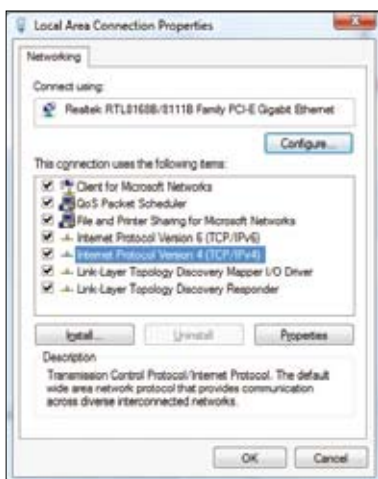 Local Area Connection Properties
Networking
Connect using:
Realtek RTL8168B/8111B Family PCI-E Gigabit Ethernet
Configure...
This connection uses the following items:
Client for Microsoft Networks
QoS Packet Scheduler
File and Printer Sharing for Microsoft Networks
Internet Protocol Version 6 (TCP/IPv6)
Internet Protocol Version 4 (TCP/IPv4)
Link-Layer Topology Discovery Mapper I/O Driver
Link-Layer Topology Discovery Responder
Install... Uninstall Properties
Description
Transmission Control Protocol/Internet Protocol. The default
wide area network protocol that provides communication
across diverse interconnected networks.
OK Cancel